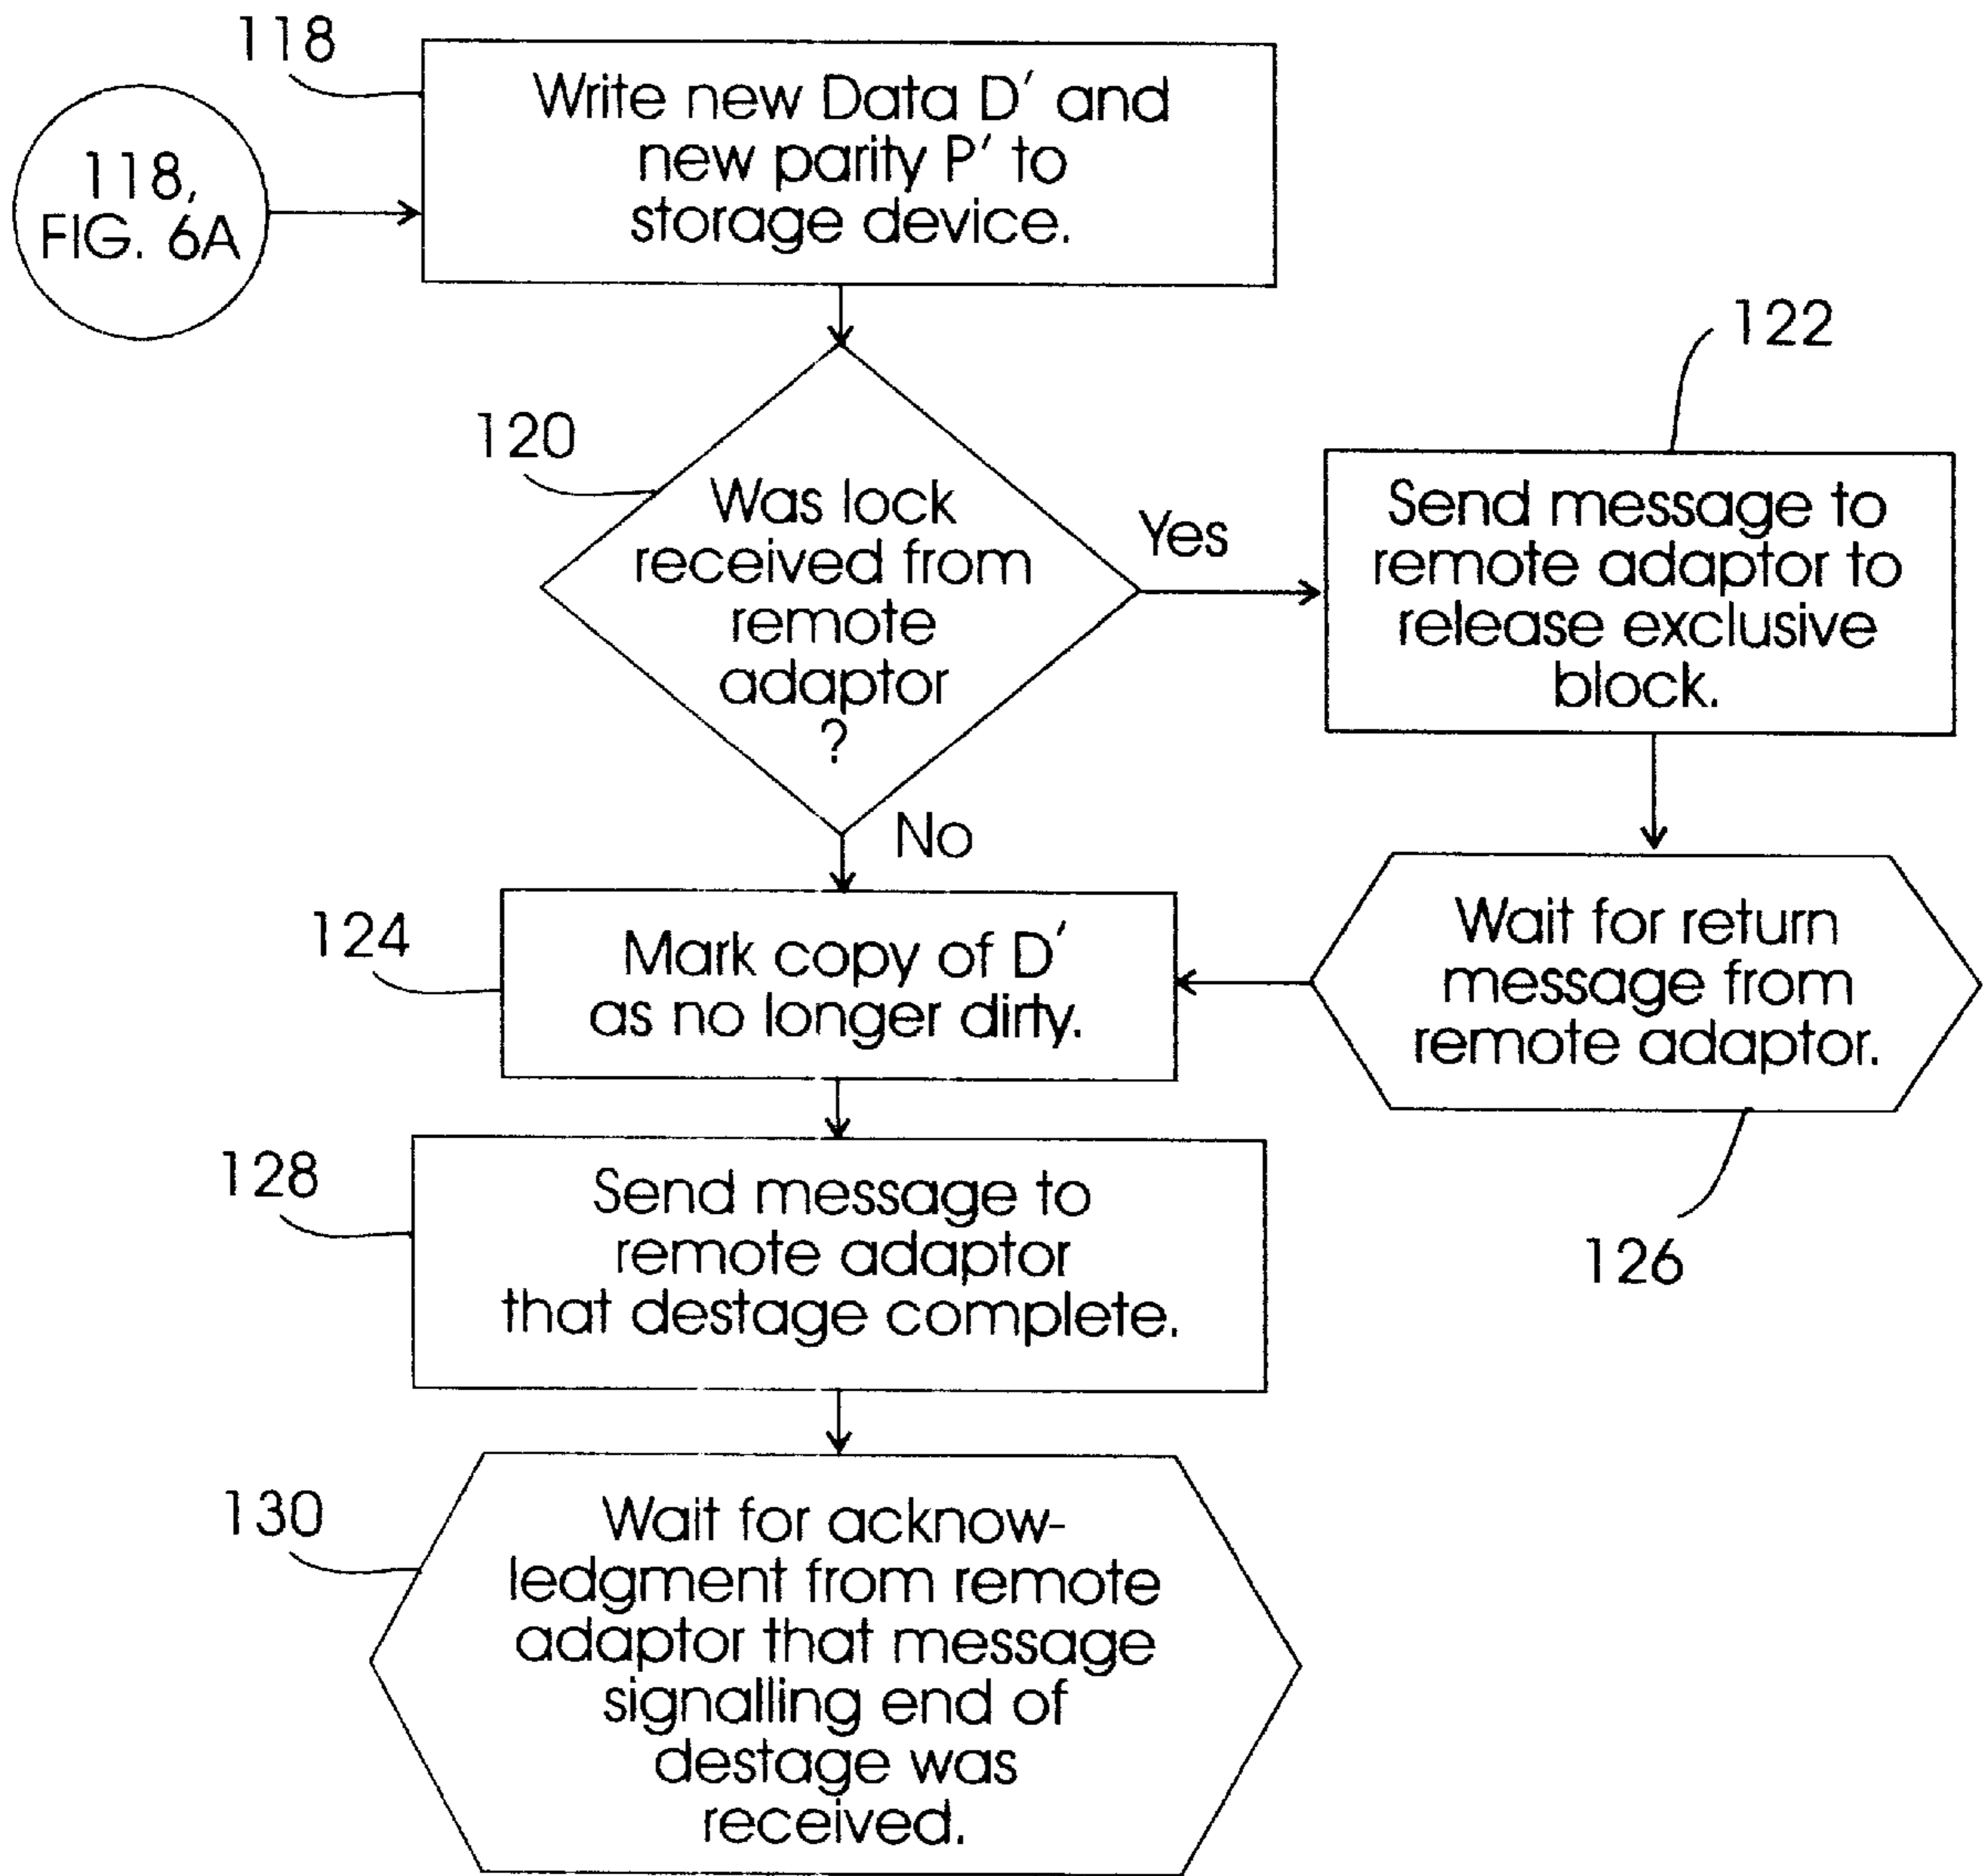 118
118,
FIG. 6A
Write new Data D′ and
new parity P′ to
storage device.
120
Was lock
received from
remote
adaptor
?
Yes
122
Send message to
remote adaptor to
release exclusive
block.
No
124
Mark copy of D′
as no longer dirty.
Wait for return
message from
remote adaptor.
126
128
Send message to
remote adaptor
that destage complete.
130
Wait for acknow-
ledgment from remote
adaptor that message
signalling end of
destage was
received.